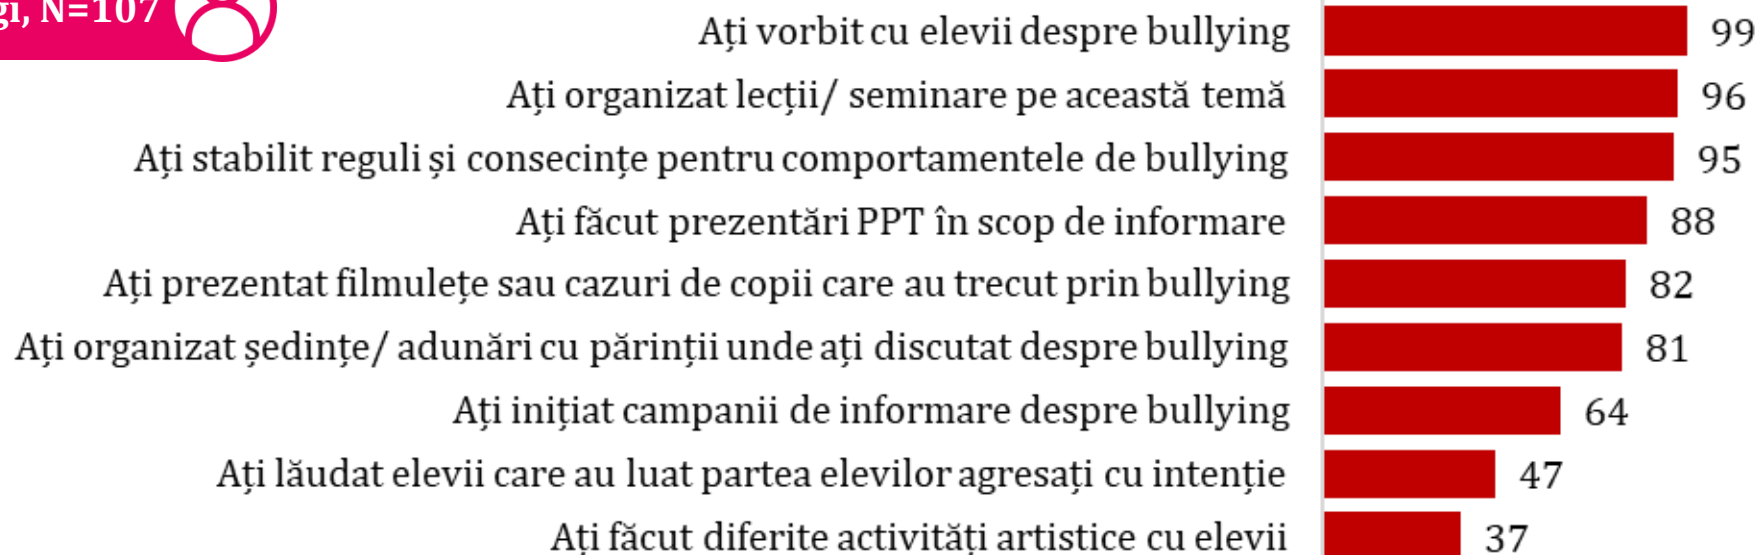 N=107
Ați vorbit cu elevii despre bullying 99
Ați organizat lecții/ seminare pe această temă 96
Ați stabilit reguli și consecințe pentru comportamentele de bullying 95
Ați făcut prezentări PPT în scop de informare 88
Ați prezentat filmulețe sau cazuri de copii care au trecut prin bullying 82
Ați organizat ședințe/ adunări cu părinții unde ați discutat despre bullying 81
Ați inițiat campanii de informare despre bullying 64
Ați lăudat elevii care au luat partea elevilor agresați cu intenție 47
Ați făcut diferite activități artistice cu elevii 37